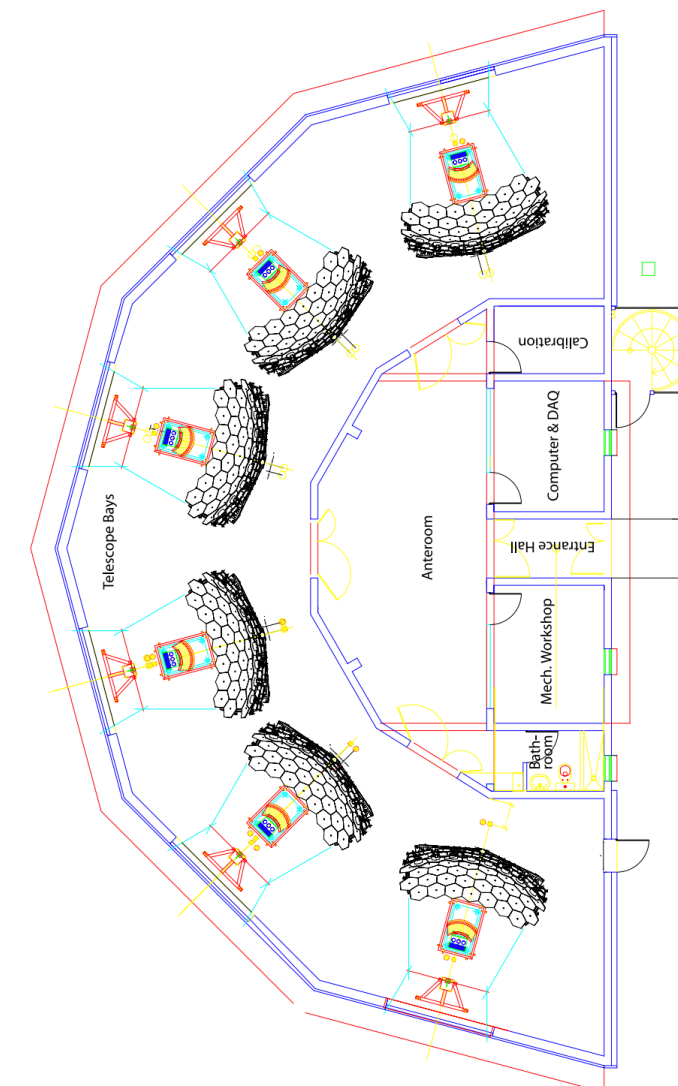 Calibration
Computer & DAQ
Telescope Bays
Anteroom
Entrance Hall
Mech. Workshop
Bath-
room